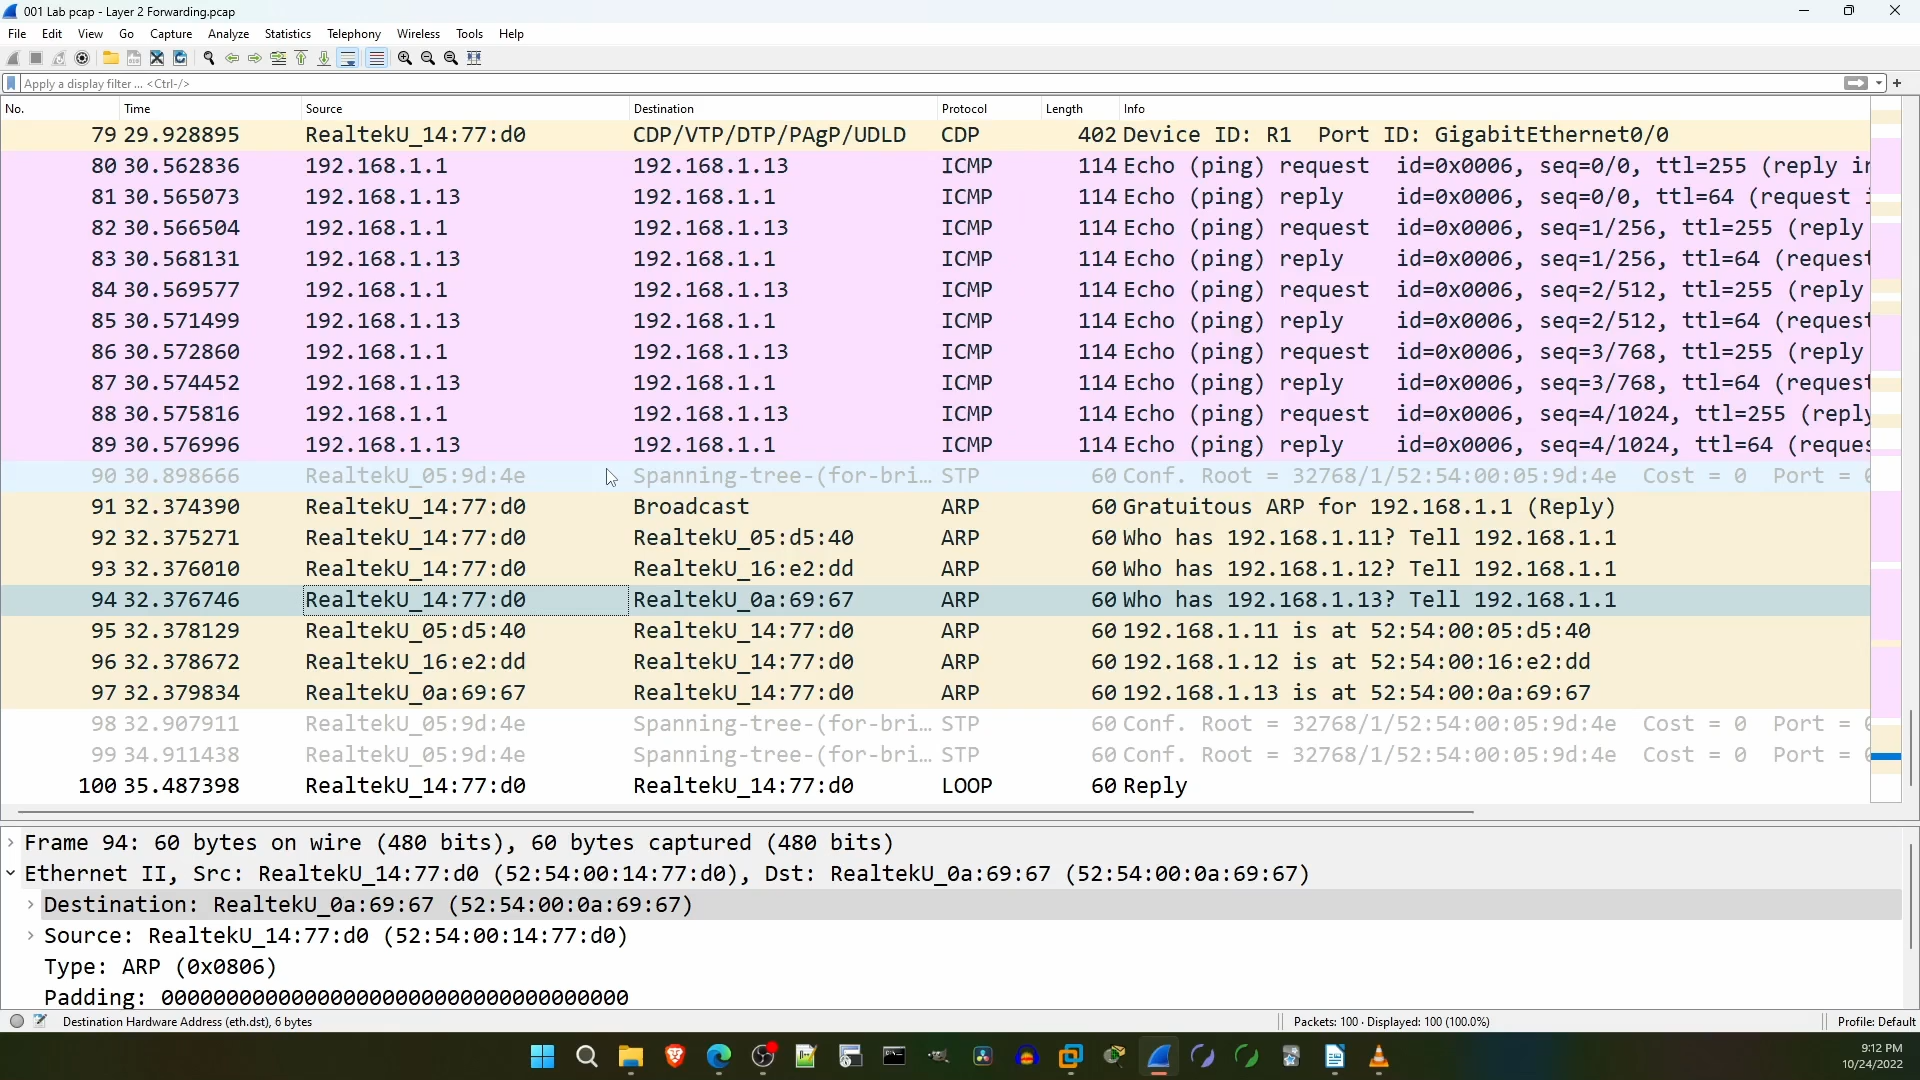 001 Lab pcap - Layer 2 Forwarding.pcap
File Edit View Go Capture Analyze Statistics Telephony Wireless Tools Help
Apply a display filter ... <Ctrl-/>
No. Time Source Destination Protocol Length Info
79 29.928895 RealtekU_14:77:d0 CDP/VTP/DTP/PAgP/UDLD CDP 402 Device ID: R1 Port ID: GigabitEthernet0/0
80 30.562836 192.168.1.1 192.168.1.13 ICMP 114 Echo (ping) request id=0x0006, seq=0/0, ttl=255 (reply in
81 30.565073 192.168.1.13 192.168.1.1 ICMP 114 Echo (ping) reply id=0x0006, seq=0/0, ttl=64 (request
82 30.566504 192.168.1.1 192.168.1.13 ICMP 114 Echo (ping) request id=0x0006, seq=1/256, ttl=255 (reply
83 30.568131 192.168.1.13 192.168.1.1 ICMP 114 Echo (ping) reply id=0x0006, seq=1/256, ttl=64 (request
84 30.569577 192.168.1.1 192.168.1.13 ICMP 114 Echo (ping) request id=0x0006, seq=2/512, ttl=255 (reply
85 30.571499 192.168.1.13 192.168.1.1 ICMP 114 Echo (ping) reply id=0x0006, seq=2/512, ttl=64 (request
86 30.572860 192.168.1.1 192.168.1.13 ICMP 114 Echo (ping) request id=0x0006, seq=3/768, ttl=255 (reply
87 30.574452 192.168.1.13 192.168.1.1 ICMP 114 Echo (ping) reply id=0x0006, seq=3/768, ttl=64 (request
88 30.575816 192.168.1.1 192.168.1.13 ICMP 114 Echo (ping) request id=0x0006, seq=4/1024, ttl=255 (reply
89 30.576996 192.168.1.13 192.168.1.1 ICMP 114 Echo (ping) reply id=0x0006, seq=4/1024, ttl=64 (reques
90 30.898666 RealtekU_05:9d:4e Spanning-tree-(for-bri... STP 60 Conf. Root = 32768/1/52:54:00:05:9d:4e Cost = 0 Port =
91 32.374390 RealtekU_14:77:d0 Broadcast ARP 60 Gratuitous ARP for 192.168.1.1 (Reply)
92 32.375271 RealtekU_14:77:d0 RealtekU_05:d5:40 ARP 60 Who has 192.168.1.11? Tell 192.168.1.1
93 32.376010 RealtekU_14:77:d0 RealtekU_16:e2:dd ARP 60 Who has 192.168.1.12? Tell 192.168.1.1
94 32.376746 RealtekU_14:77:d0 RealtekU_0a:69:67 ARP 60 Who has 192.168.1.13? Tell 192.168.1.1
95 32.378129 RealtekU_05:d5:40 RealtekU_14:77:d0 ARP 60 192.168.1.11 is at 52:54:00:05:d5:40
96 32.378672 RealtekU_16:e2:dd RealtekU_14:77:d0 ARP 60 192.168.1.12 is at 52:54:00:16:e2:dd
97 32.379834 RealtekU_0a:69:67 RealtekU_14:77:d0 ARP 60 192.168.1.13 is at 52:54:00:0a:69:67
98 32.907911 RealtekU_05:9d:4e Spanning-tree-(for-bri... STP 60 Conf. Root = 32768/1/52:54:00:05:9d:4e Cost = 0 Port =
99 34.911438 RealtekU_05:9d:4e Spanning-tree-(for-bri... STP 60 Conf. Root = 32768/1/52:54:00:05:9d:4e Cost = 0 Port =
100 35.487398 RealtekU_14:77:d0 RealtekU_14:77:d0 LOOP 60 Reply
Frame 94: 60 bytes on wire (480 bits), 60 bytes captured (480 bits)
Ethernet II, Src: RealtekU_14:77:d0 (52:54:00:14:77:d0), Dst: RealtekU_0a:69:67 (52:54:00:0a:69:67)
Destination: RealtekU_0a:69:67 (52:54:00:0a:69:67)
Source: RealtekU_14:77:d0 (52:54:00:14:77:d0)
Type: ARP (0x0806)
Padding: 000000000000000000000000000000000000
Destination Hardware Address (eth.dst), 6 bytes Packets: 100 · Displayed: 100 (100.0%) Profile: Default
9:12 PM
10/24/2022